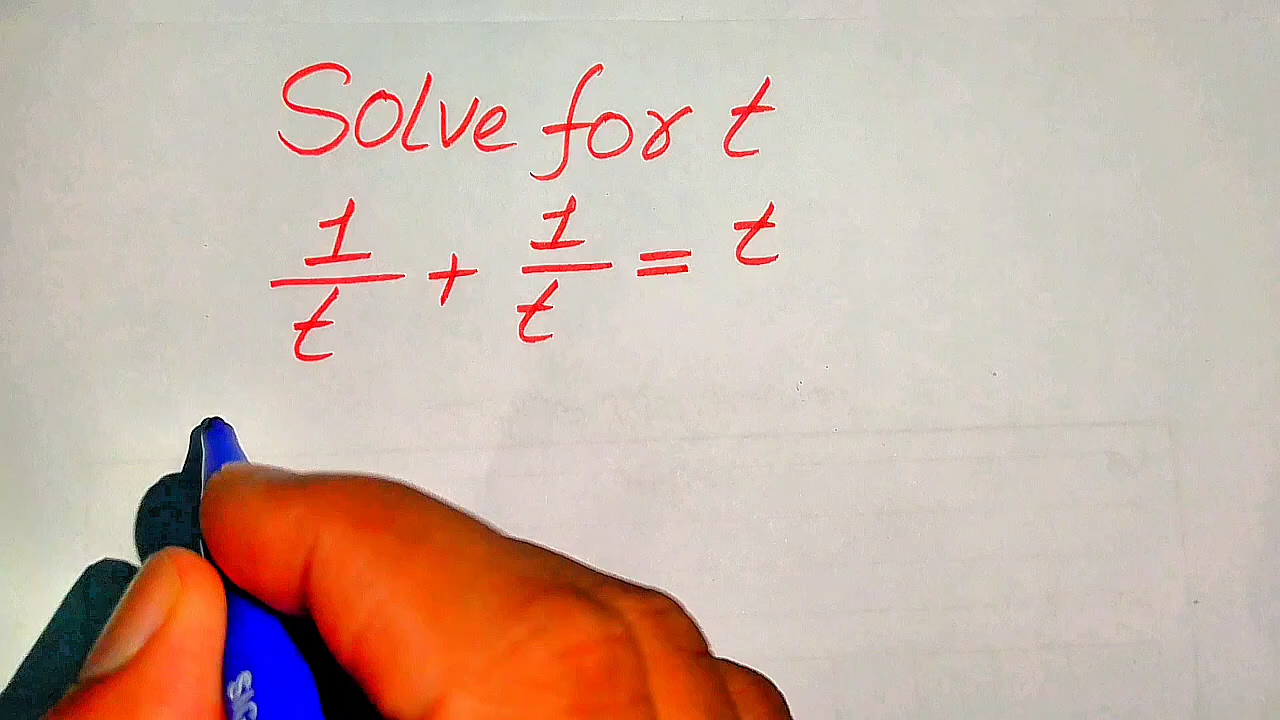 Solve for t
1/t + 1/t = t